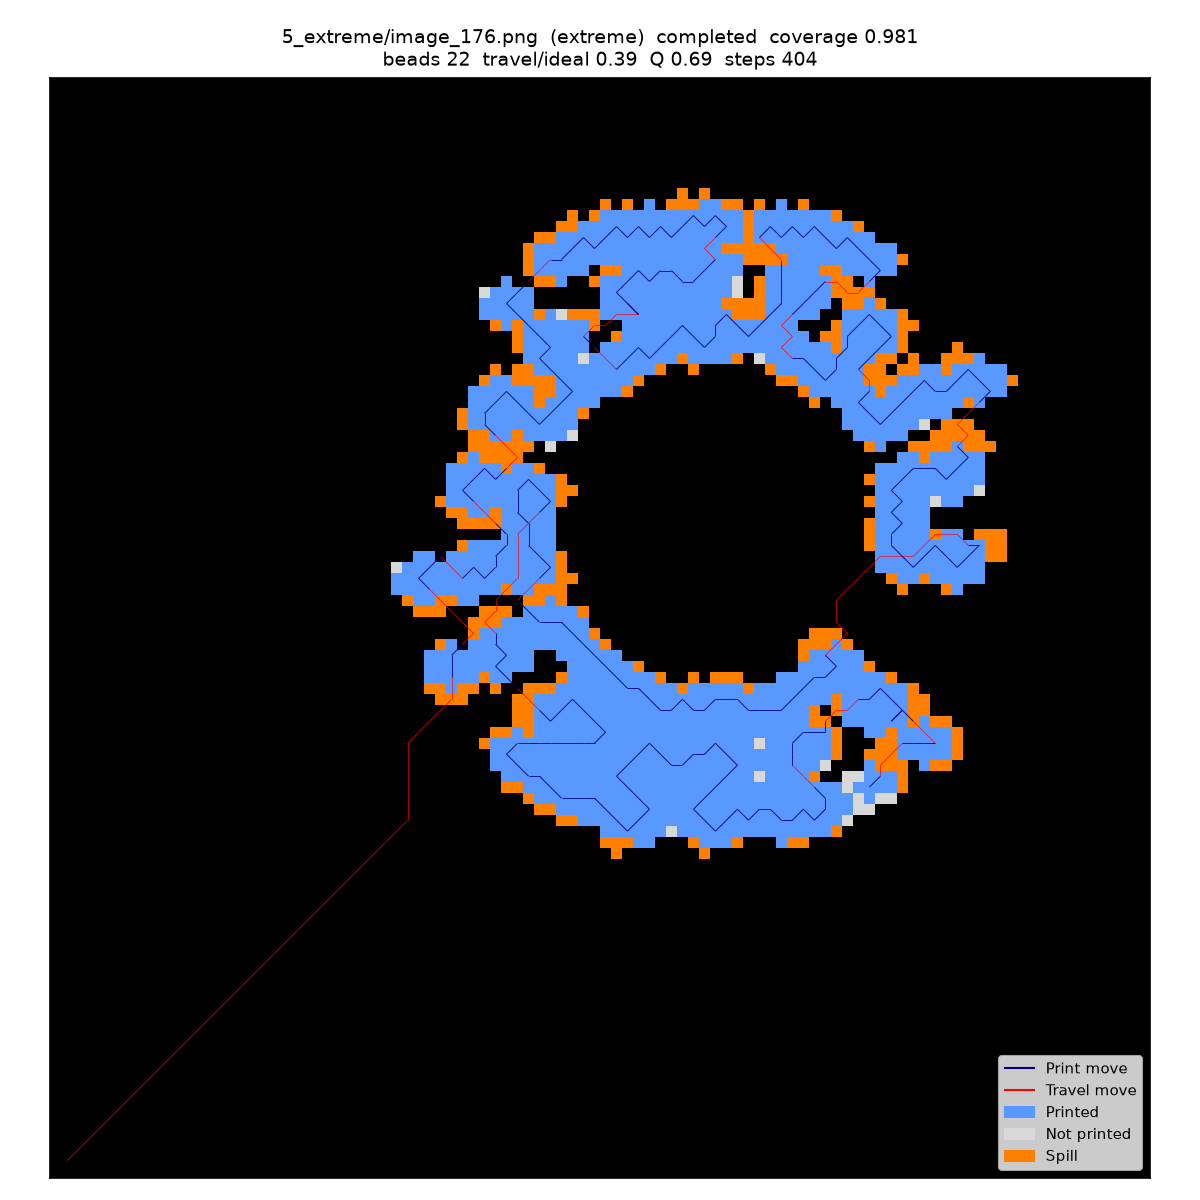 5_extreme/image_176.png  (extreme)  completed  coverage 0.981
beads 22  travel/ideal 0.39  Q 0.69  steps 404
Print move
Travel move
Printed
Not printed
Spill